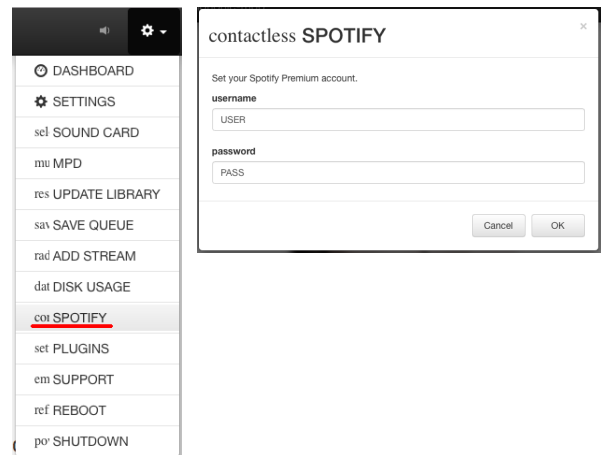 DASHBOARD
SETTINGS
sel SOUND CARD
mu MPD
res UPDATE LIBRARY
sav SAVE QUEUE
rad ADD STREAM
dat DISK USAGE
con SPOTIFY
set PLUGINS
em SUPPORT
ref REBOOT
po SHUTDOWN
contactless SPOTIFY
×
Set your Spotify Premium account.
username
USER
password
PASS
Cancel OK